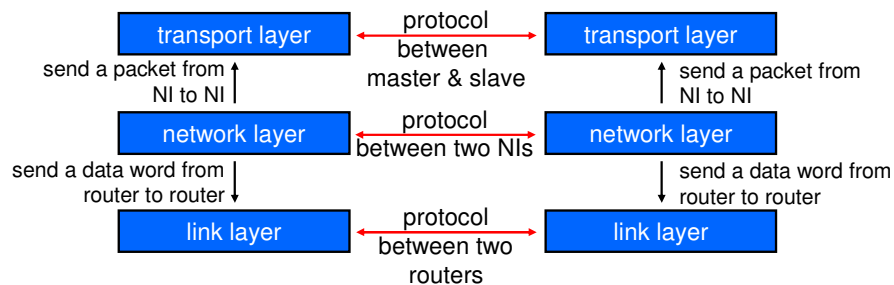 transport layer
protocol
between
master & slave
transport layer
send a packet from
NI to NI
send a packet from
NI to NI
network layer
protocol
between two NIs
network layer
send a data word from
router to router
send a data word from
router to router
link layer
protocol
between two
routers
link layer